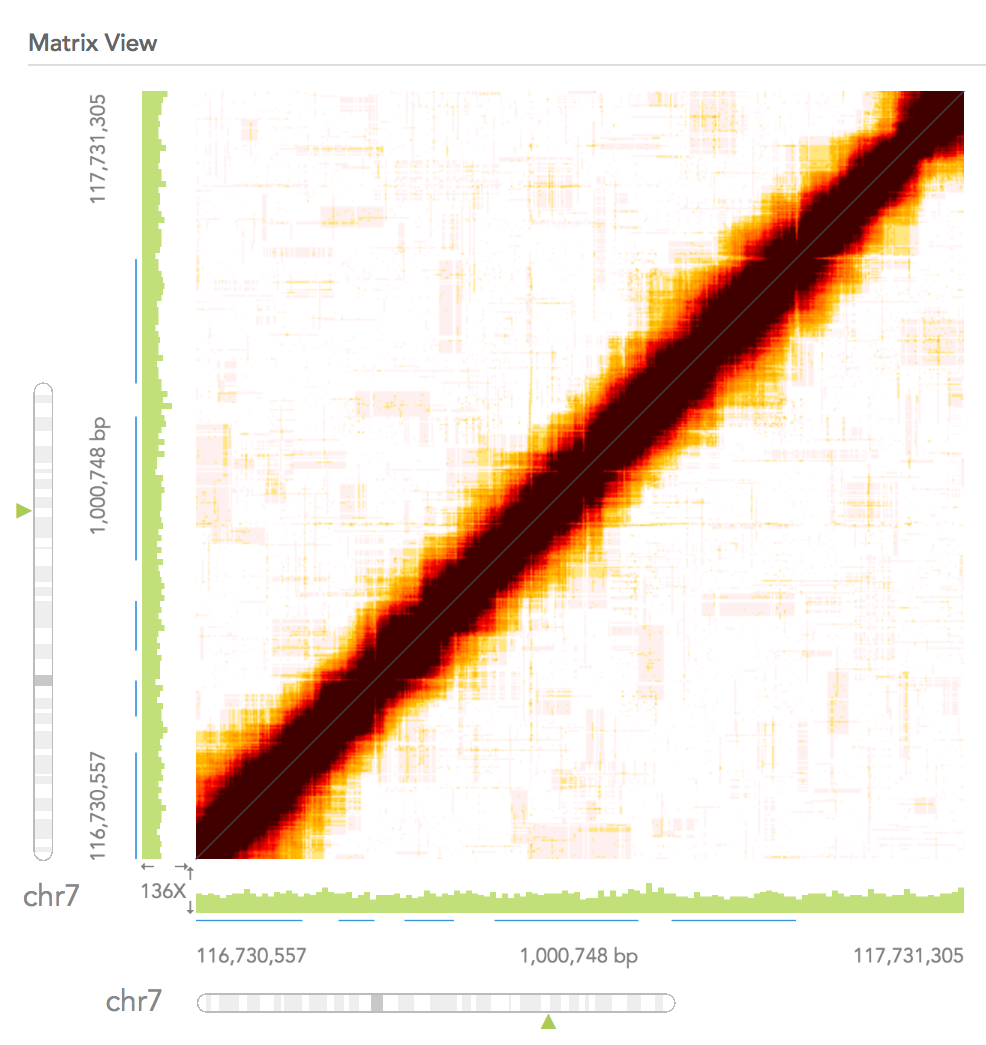 Matrix View
117,731,305
1,000,748 bp
116,730,557
chr7
136X
116,730,557 1,000,748 bp 117,731,305
chr7